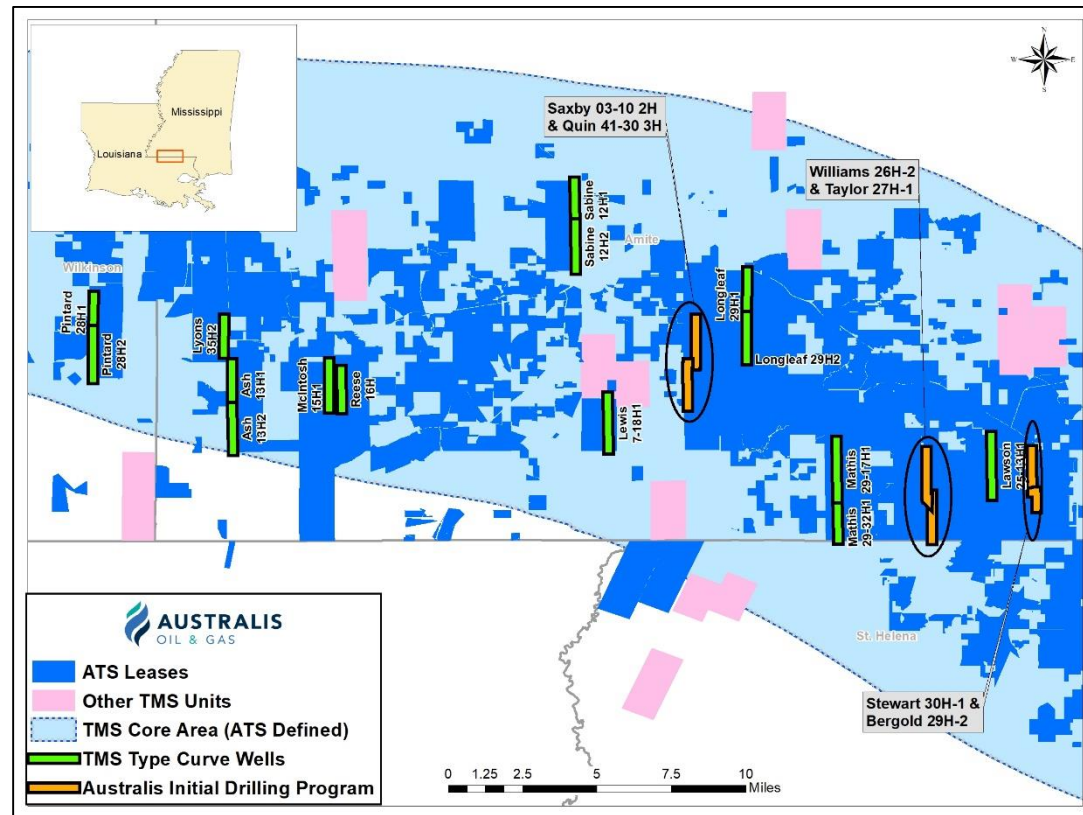 Mississippi
Louisiana
N
W
E
S
Saxby 03-10 2H
& Quin 41-30 3H
Williams 26H-2
& Taylor 27H-1
Sabine
12H1
Sabine
12H2
Amite
Wilkinson
Pintard
28H1
Pintard
28H2
Lyons
35H2
Ash
13H1
Ash
13H2
McIntosh
15H1
Reese
16H
Longleaf
29H1
Longleaf 29H2
Lewis
7-18H1
Mathis
29-17H1
Mathis
29-32H1
Lawson
25-13H1
St. Helena
Stewart 30H-1 &
Bergold 29H-2
AUSTRALIS
OIL & GAS
ATS Leases
Other TMS Units
TMS Core Area (ATS Defined)
TMS Type Curve Wells
Australis Initial Drilling Program
0 1.25 2.5 5 7.5 10
Miles